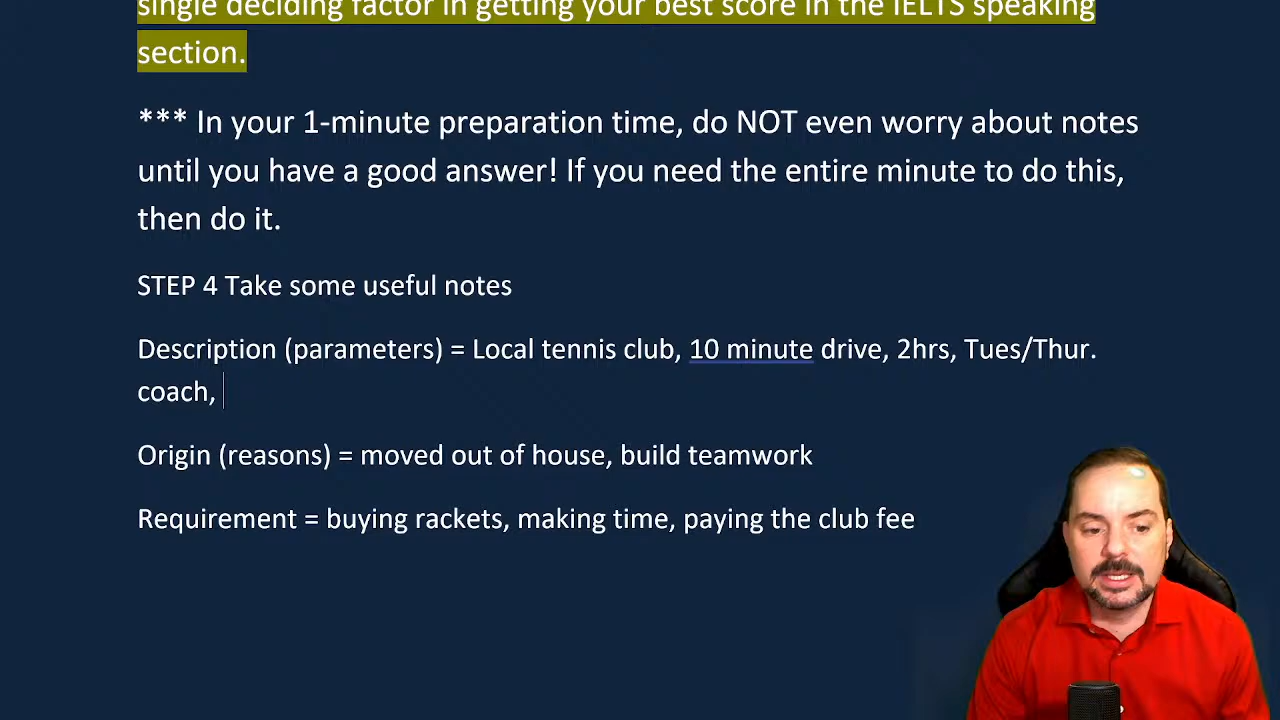 single deciding factor in getting your best score in the IELTS speaking
section.
*** In your 1-minute preparation time, do NOT even worry about notes
until you have a good answer! If you need the entire minute to do this,
then do it.
STEP 4 Take some useful notes
Description (parameters) = Local tennis club, 10 minute drive, 2hrs, Tues/Thur.
coach,
Origin (reasons) = moved out of house, build teamwork
Requirement = buying rackets, making time, paying the club fee